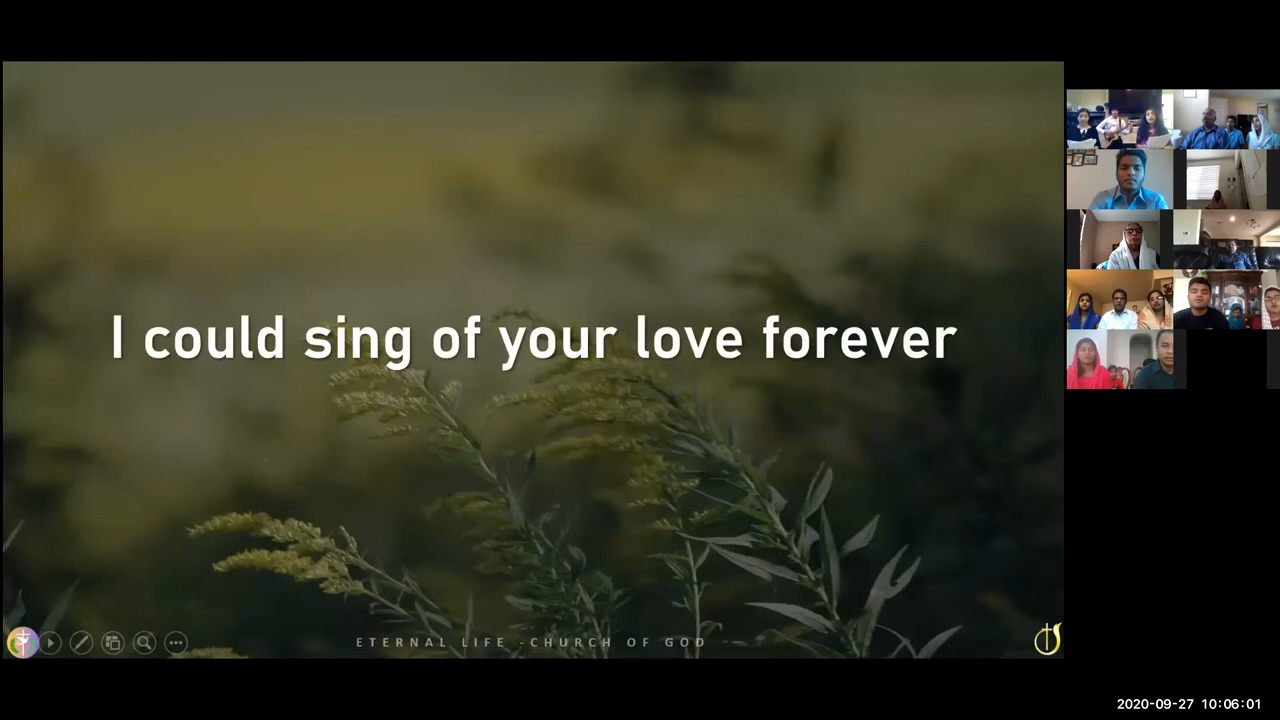 I could sing of your love forever
ETERNAL LIFE -CHURCH OF GOD
2020-09-27 10:06:01